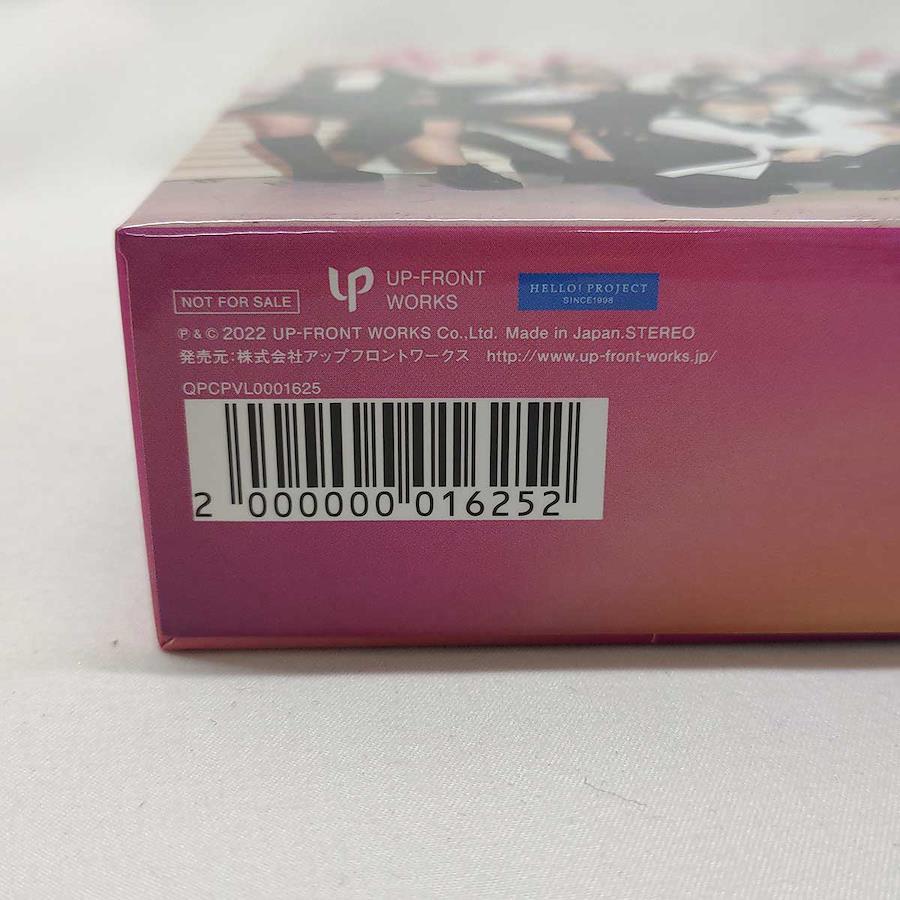 NOT FOR SALE
UP-FRONT
WORKS
HELLO! PROJECT
SINCE1998
℗ & © 2022 UP-FRONT WORKS Co.,Ltd. Made in Japan.STEREO
発売元：株式会社アップフロントワークス http://www.up-front-works.jp/
QPCPVL0001625
2 000000 016252